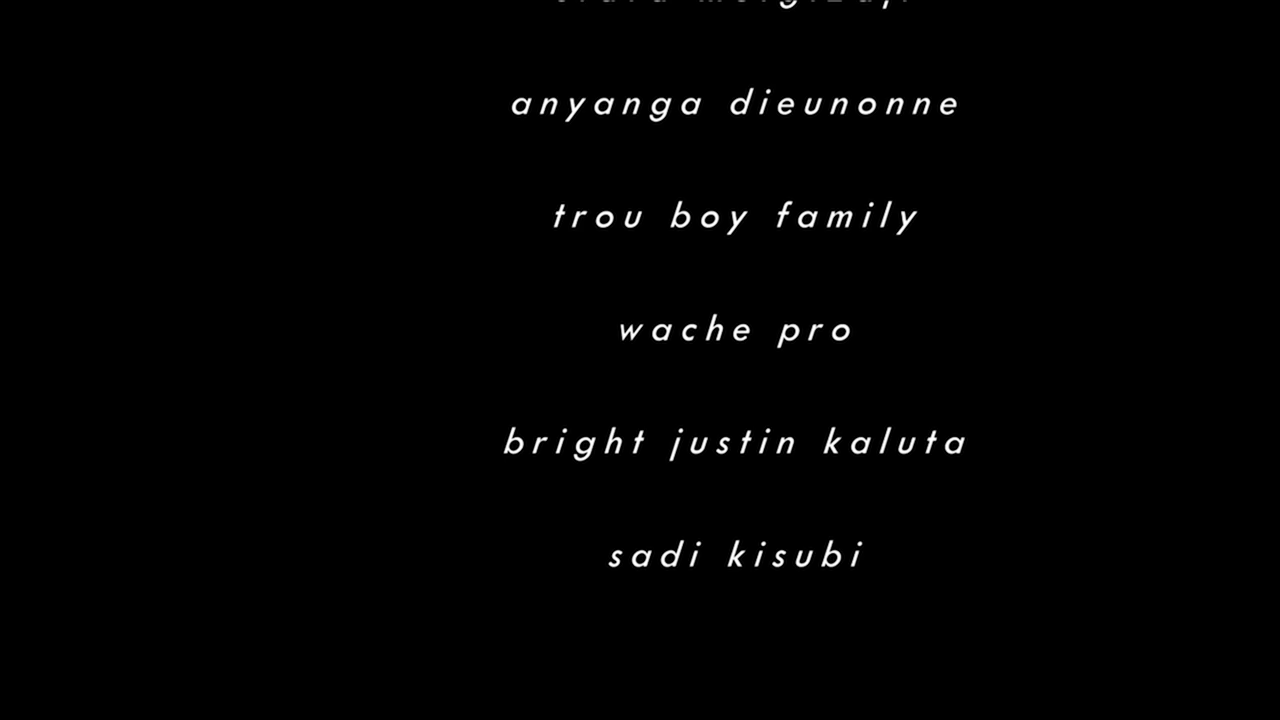 anyanga dieunonne
trou boy family
wache pro
bright justin kaluta
sadi kisubi